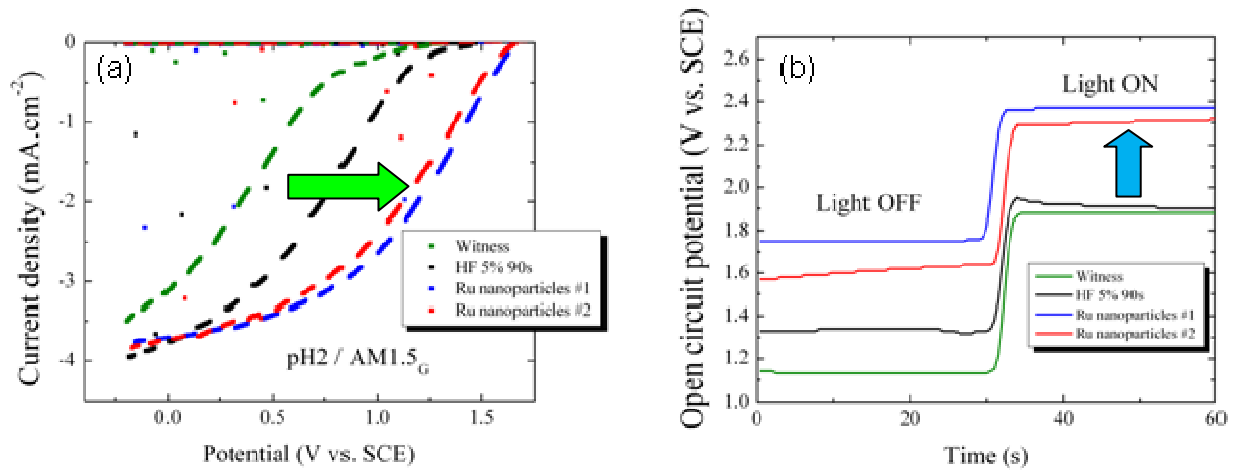 (a)
0
-1
-2
-3
-4
0.0
0.5
1.0
1.5
Current density (mA.cm-2)
Potential (V vs. SCE)
Witness
HF 5% 90s
Ru nanoparticles #1
Ru nanoparticles #2
pH2 / AM1.5G
(b)
2.8
2.6
2.4
2.2
2.0
1.8
1.6
1.4
1.2
1.0
0
20
40
60
Open circuit potential (V vs. SCE)
Time (s)
Light ON
Light OFF
Witness
HF 5% 90s
Ru nanoparticles #1
Ru nanoparticles #2